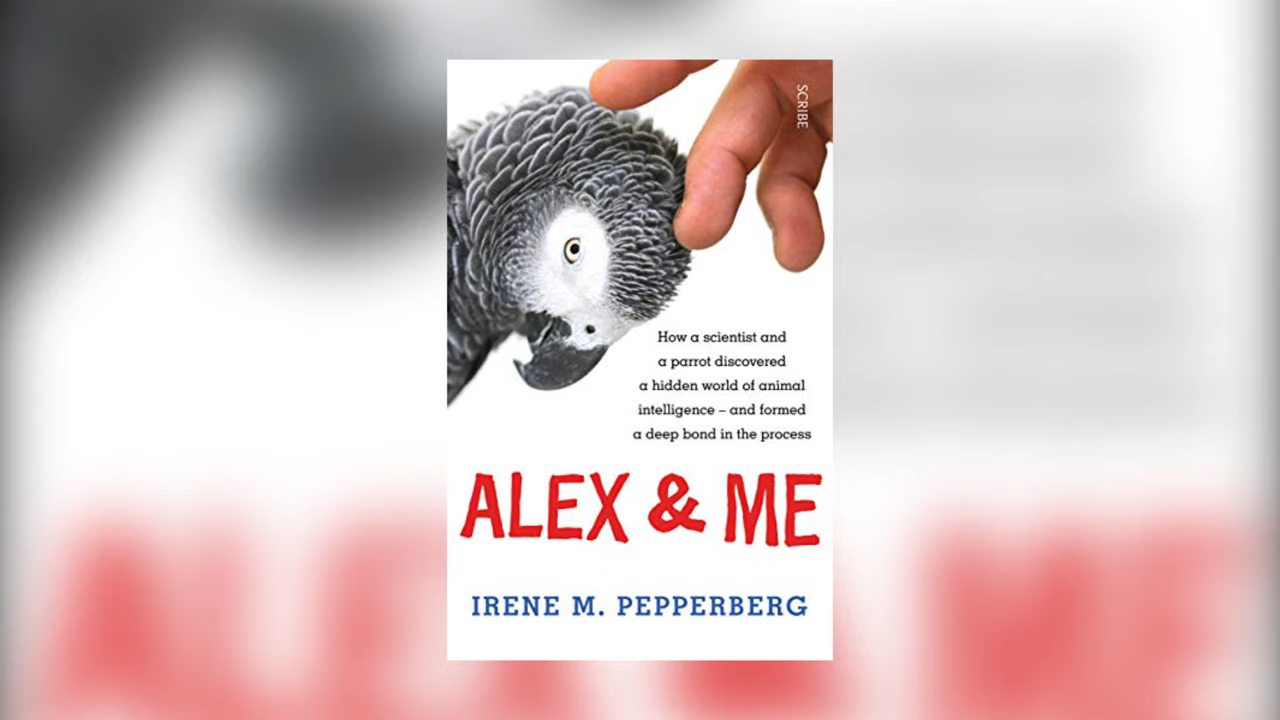 SCRIBE
How a scientist and
a parrot discovered
a hidden world of animal
intelligence – and formed
a deep bond in the process
ALEX & ME
IRENE M. PEPPERBERG